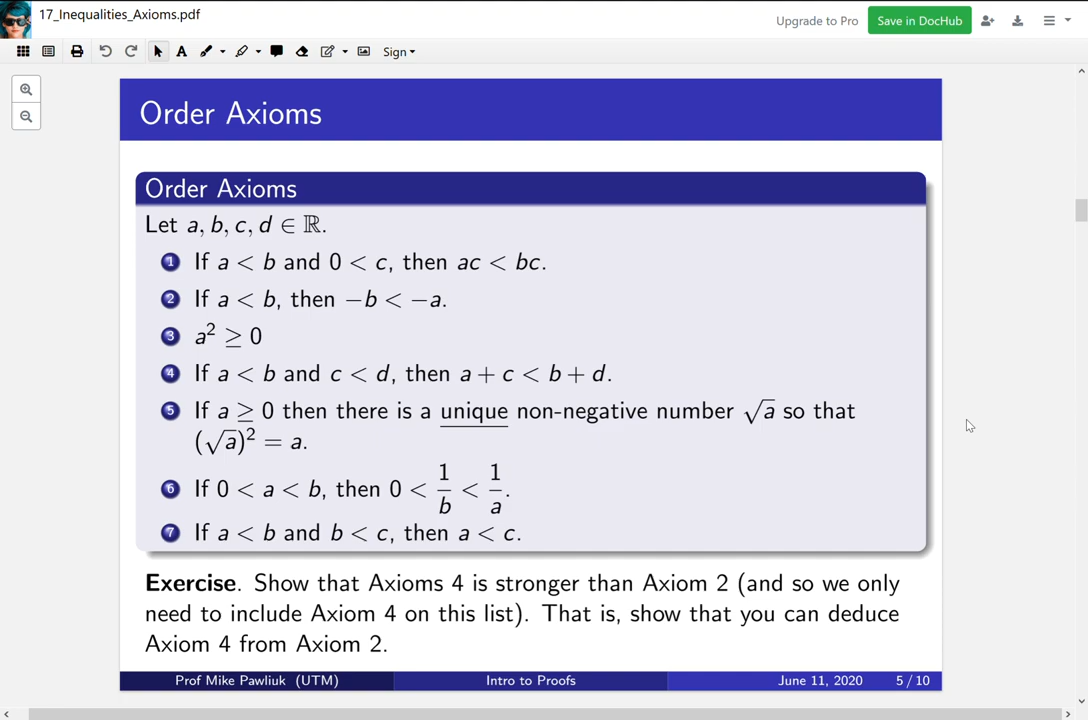 17_Inequalities_Axioms.pdf
Upgrade to Pro
Save in DocHub
A
Sign
Order Axioms
Order Axioms
Let a, b, c, d ∈ ℝ.
1 If a < b and 0 < c, then ac < bc.
2 If a < b, then −b < −a.
3 a² ≥ 0
4 If a < b and c < d, then a + c < b + d.
5 If a ≥ 0 then there is a unique non-negative number √a so that
(√a)² = a.
6 If 0 < a < b, then 0 < 1/b < 1/a.
7 If a < b and b < c, then a < c.
Exercise. Show that Axioms 4 is stronger than Axiom 2 (and so we only
need to include Axiom 4 on this list). That is, show that you can deduce
Axiom 4 from Axiom 2.
Prof Mike Pawliuk (UTM) Intro to Proofs June 11, 2020 5 / 10